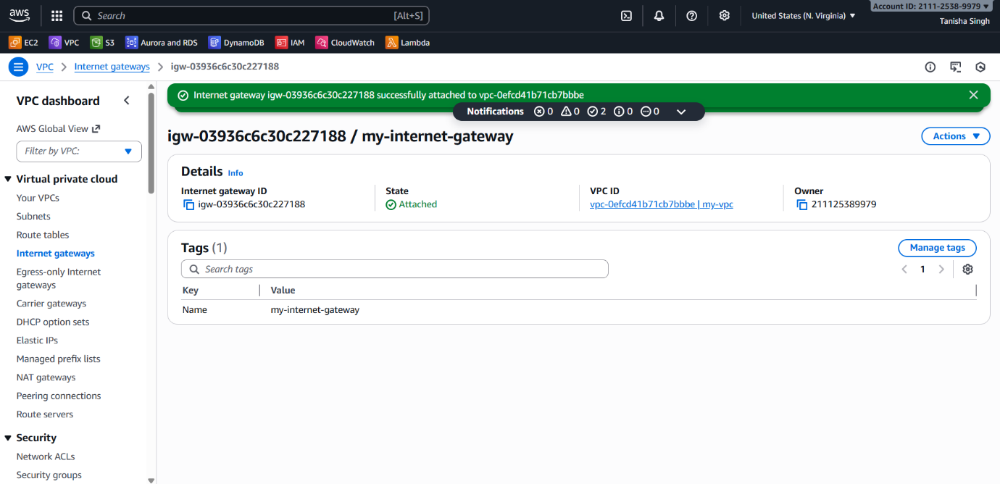 aws
Search [Alt+S]
United States (N. Virginia) ▼
Account ID: 2111-2538-9979 ▼
Tanisha Singh
EC2 VPC S3 Aurora and RDS DynamoDB IAM CloudWatch Lambda
VPC > Internet gateways > igw-03936c6c30c227188
VPC dashboard
AWS Global View
Filter by VPC:
Virtual private cloud
Your VPCs
Subnets
Route tables
Internet gateways
Egress-only Internet
gateways
Carrier gateways
DHCP option sets
Elastic IPs
Managed prefix lists
NAT gateways
Peering connections
Route servers
Security
Network ACLs
Security groups
Internet gateway igw-03936c6c30c227188 successfully attached to vpc-0efcd41b71cb7bbbe
Notifications 0 0 2 0 0
igw-03936c6c30c227188 / my-internet-gateway
Actions ▼
Details Info
Internet gateway ID
igw-03936c6c30c227188
State
Attached
VPC ID
vpc-0efcd41b71cb7bbbe | my-vpc
Owner
211125389979
Tags (1)
Manage tags
Search tags
< 1 >
Key Value
Name my-internet-gateway